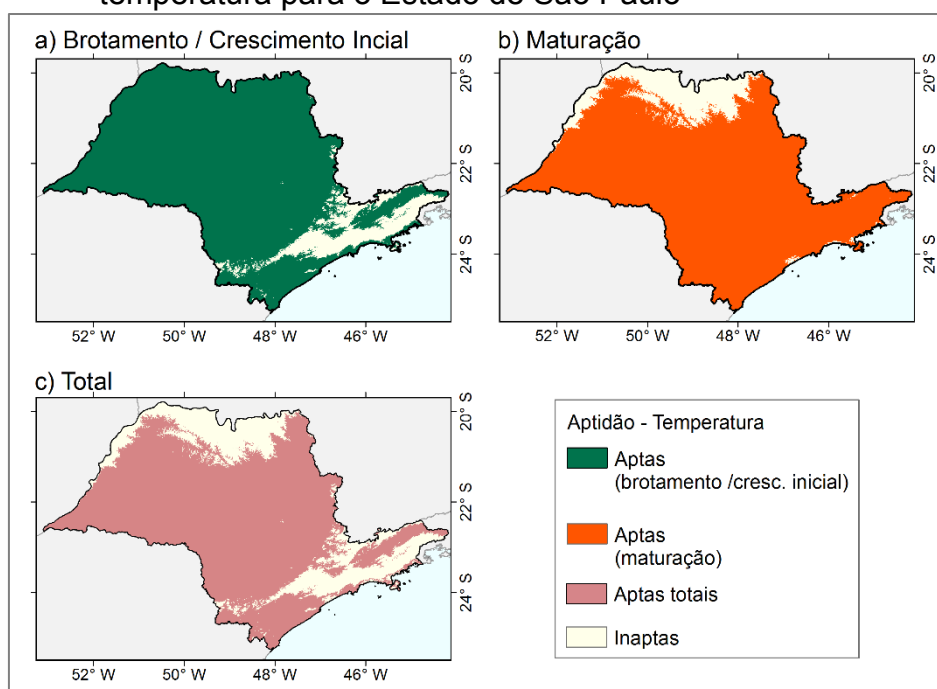 temperatura para o Estado de São Paulo
a) Brotamento / Crescimento Incial
b) Maturação
20° S
22° S
24° S
52° W 50° W 48° W 46° W
20° S
22° S
24° S
52° W 50° W 48° W 46° W
c) Total
20° S
22° S
24° S
52° W 50° W 48° W 46° W
Aptidão - Temperatura
Aptas
(brotamento /cresc. inicial)
Aptas
(maturação)
Aptas totais
Inaptas